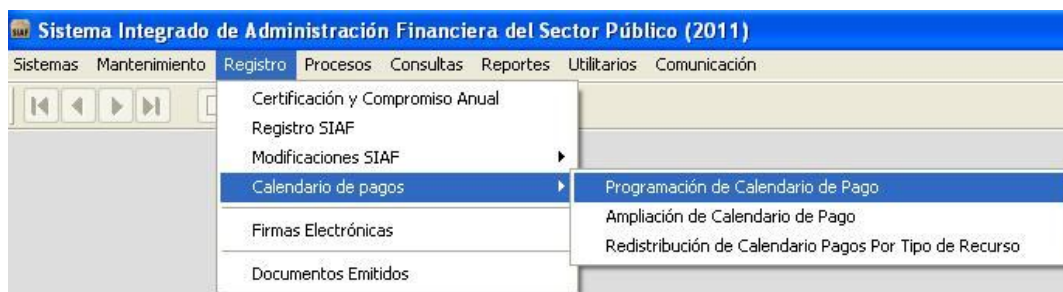 Sistema Integrado de Administración Financiera del Sector Público (2011)
Sistemas Mantenimiento Registro Procesos Consultas Reportes Utilitarios Comunicación
Certificación y Compromiso Anual
Registro SIAF
Modificaciones SIAF
Calendario de pagos
Programación de Calendario de Pago
Ampliación de Calendario de Pago
Redistribución de Calendario Pagos Por Tipo de Recurso
Firmas Electrónicas
Documentos Emitidos